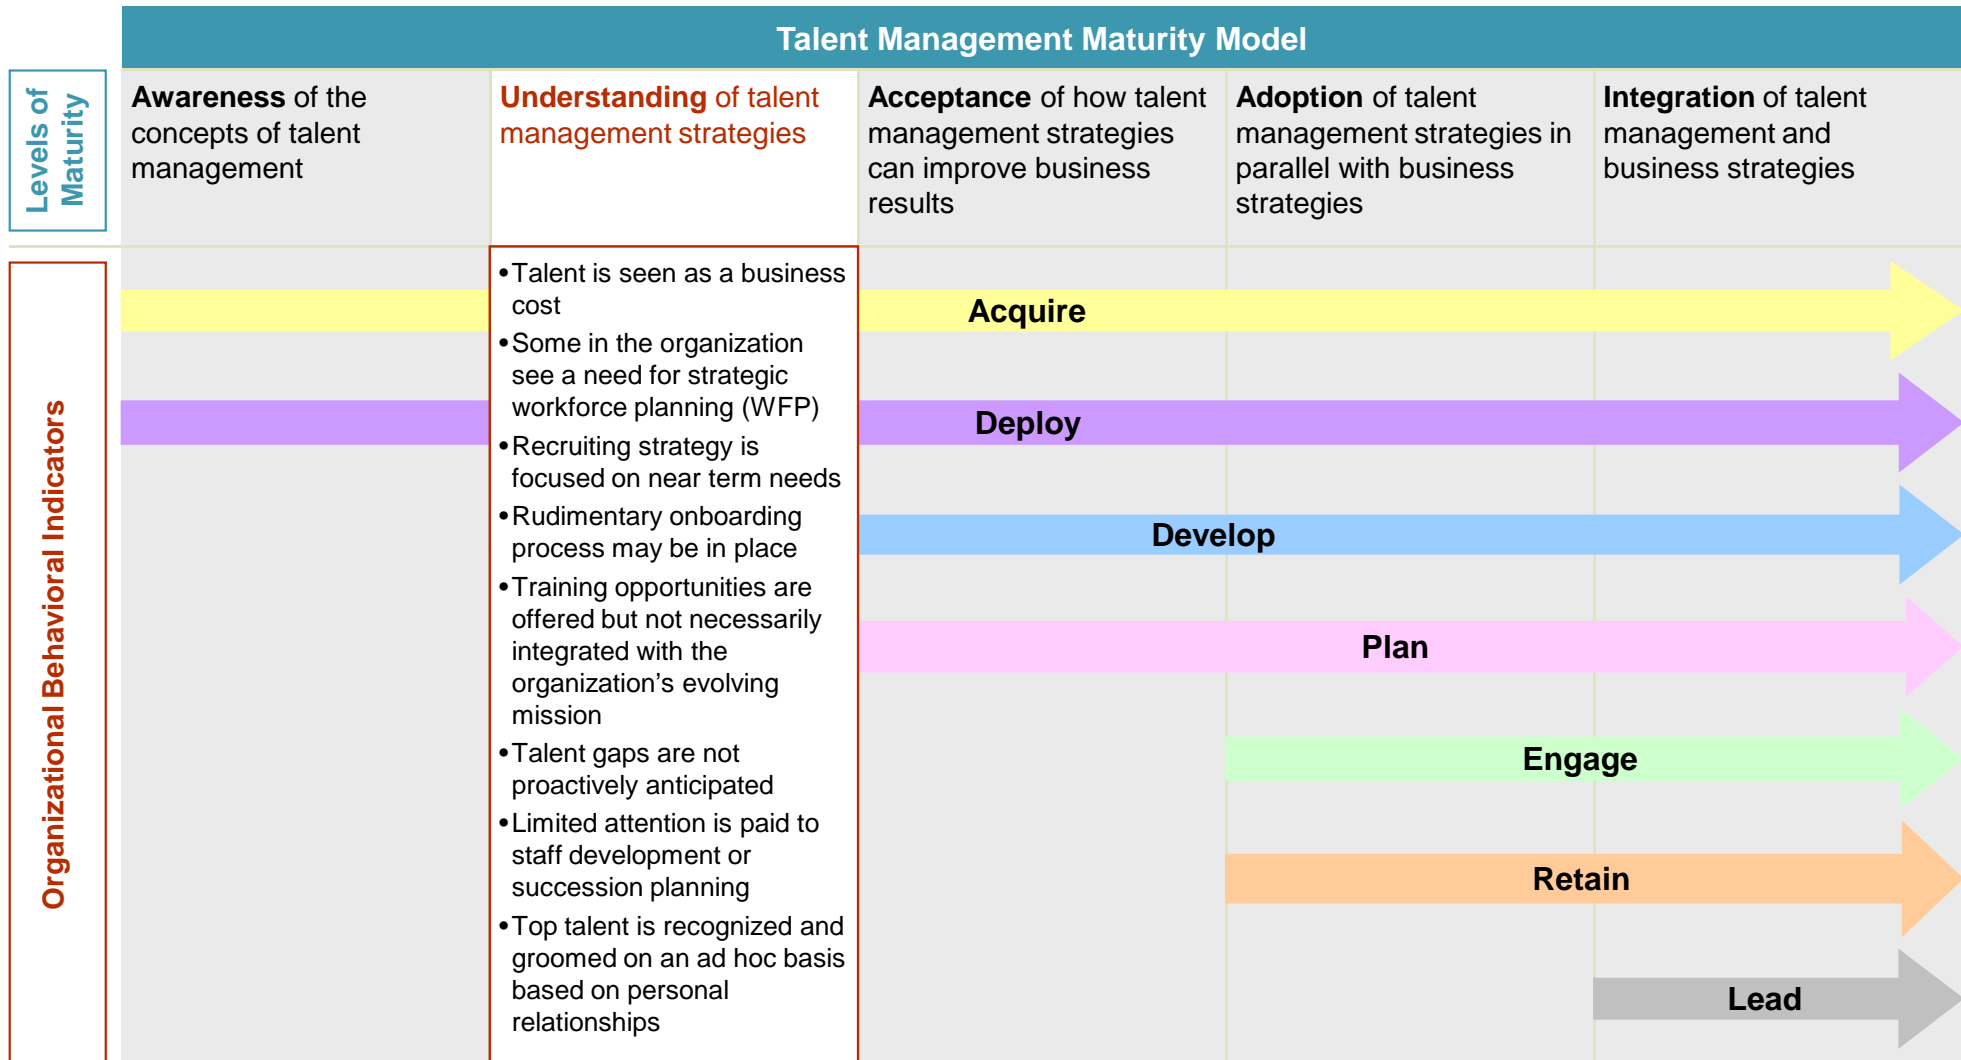 Talent Management Maturity Model
Levels of
Maturity
Awareness of the
concepts of talent
management
Understanding of talent
management strategies
Acceptance of how talent
management strategies
can improve business
results
Adoption of talent
management strategies in
parallel with business
strategies
Integration of talent
management and
business strategies
Organizational Behavioral Indicators
•Talent is seen as a business
cost
•Some in the organization
see a need for strategic
workforce planning (WFP)
•Recruiting strategy is
focused on near term needs
•Rudimentary onboarding
process may be in place
•Training opportunities are
offered but not necessarily
integrated with the
organization’s evolving
mission
•Talent gaps are not
proactively anticipated
•Limited attention is paid to
staff development or
succession planning
•Top talent is recognized and
groomed on an ad hoc basis
based on personal
relationships
Acquire
Deploy
Develop
Plan
Engage
Retain
Lead